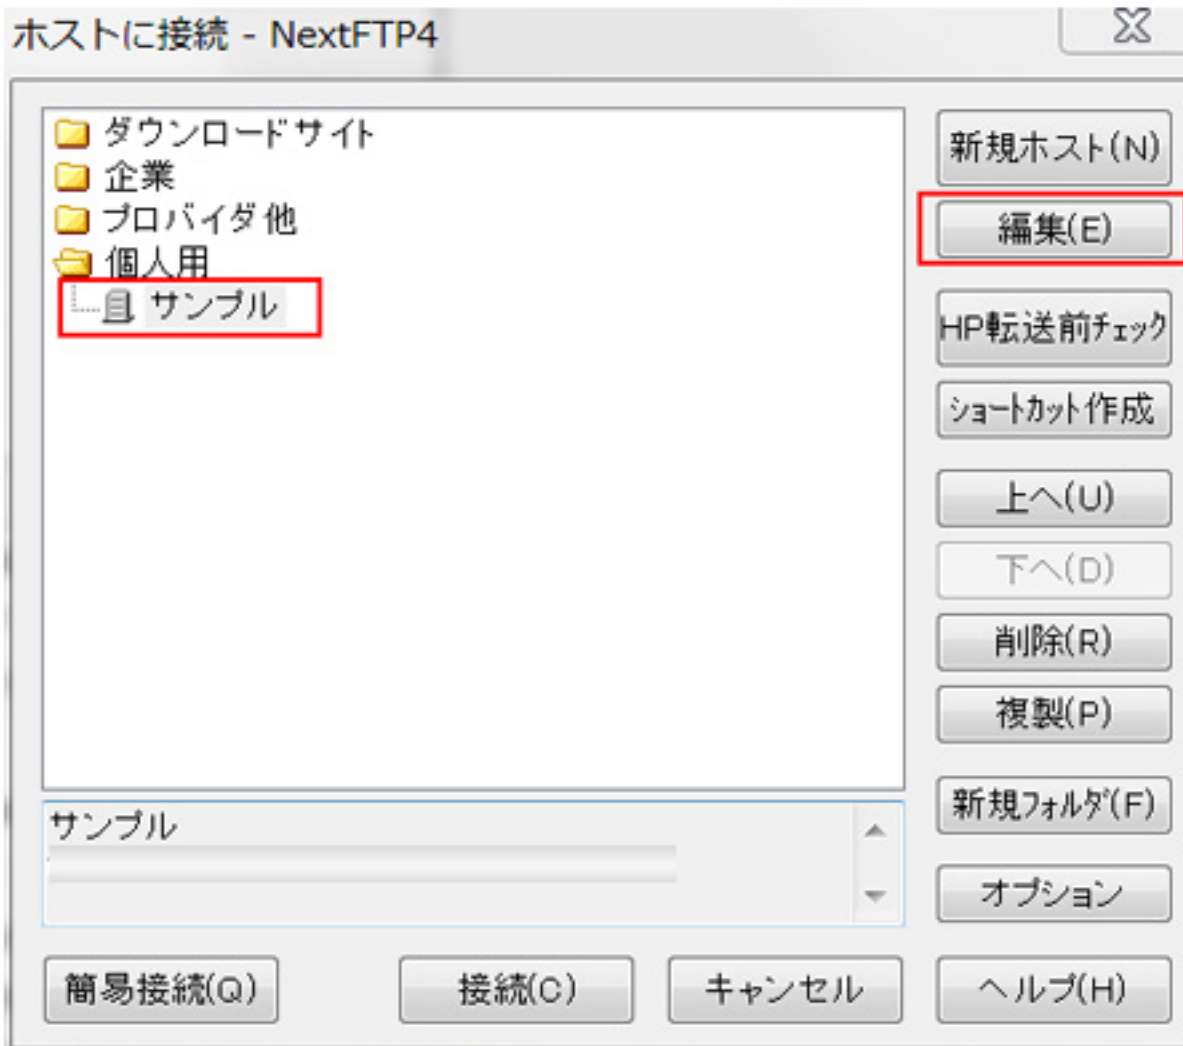 ホストに接続 - NextFTP4
ダウンロードサイト
企業
プロバイダ他
個人用
サンプル
新規ホスト(N)
編集(E)
HP転送前チェック
ショートカット作成
上へ(U)
下へ(D)
削除(R)
複製(P)
新規フォルダ(F)
オプション
サンプル
簡易接続(Q)
接続(C)
キャンセル
ヘルプ(H)